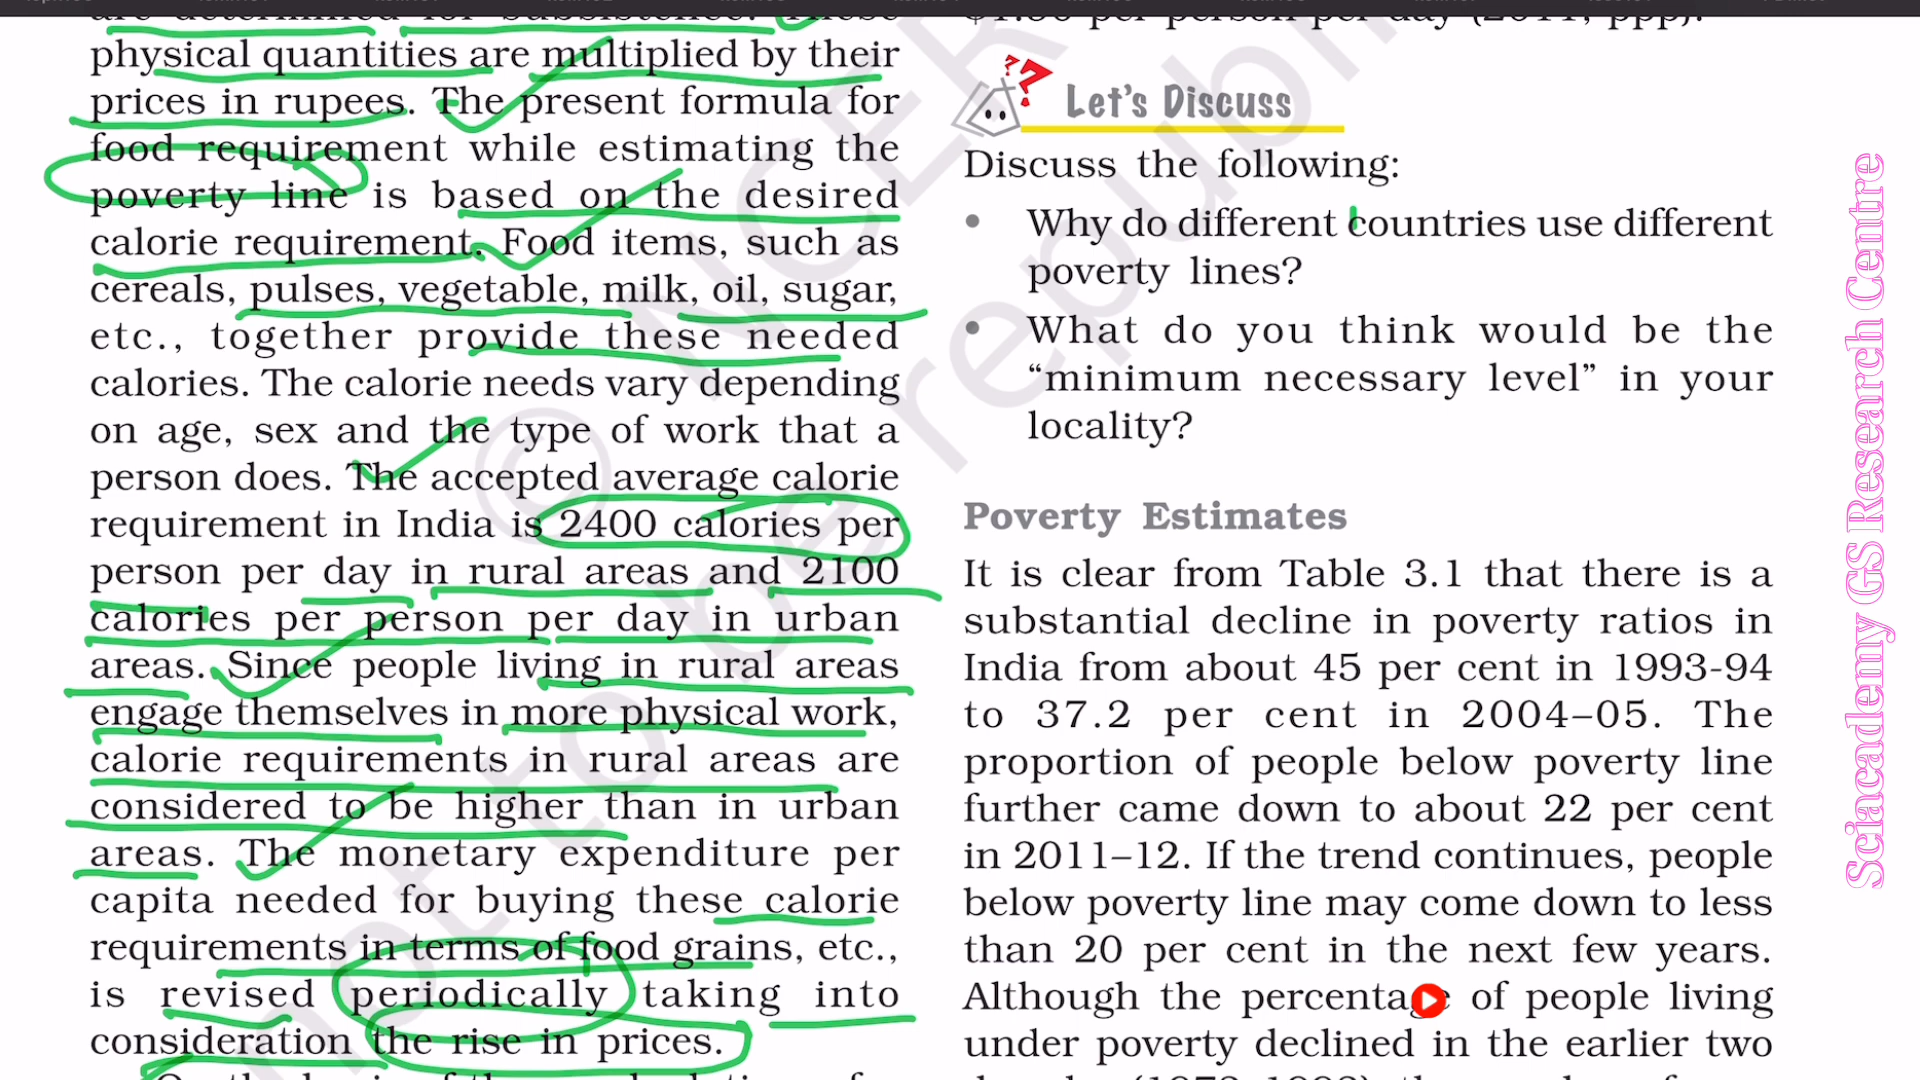 physical quantities are multiplied by their
prices in rupees. The present formula for
food requirement while estimating the
poverty line is based on the desired
calorie requirement. Food items, such as
cereals, pulses, vegetable, milk, oil, sugar,
etc., together provide these needed
calories. The calorie needs vary depending
on age, sex and the type of work that a
person does. The accepted average calorie
requirement in India is 2400 calories per
person per day in rural areas and 2100
calories per person per day in urban
areas. Since people living in rural areas
engage themselves in more physical work,
calorie requirements in rural areas are
considered to be higher than in urban
areas. The monetary expenditure per
capita needed for buying these calorie
requirements in terms of food grains, etc.,
is revised periodically taking into
consideration the rise in prices.
Let's Discuss
Discuss the following:
• Why do different countries use different
poverty lines?
• What do you think would be the
“minimum necessary level” in your
locality?
Poverty Estimates
It is clear from Table 3.1 that there is a
substantial decline in poverty ratios in
India from about 45 per cent in 1993-94
to 37.2 per cent in 2004–05. The
proportion of people below poverty line
further came down to about 22 per cent
in 2011–12. If the trend continues, people
below poverty line may come down to less
than 20 per cent in the next few years.
Although the percentage of people living
under poverty declined in the earlier two
Sciacademy GS Research Centre
© NCER
not to be republ